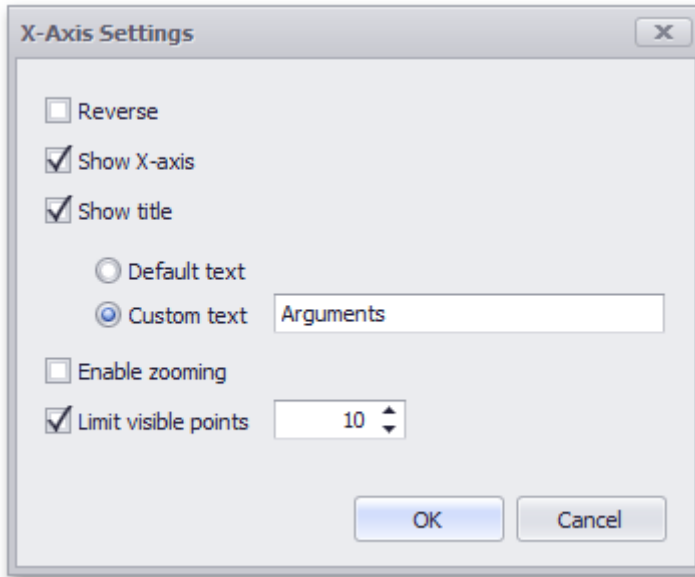 X-Axis Settings
Reverse
Show X-axis
Show title
Default text
Custom text Arguments
Enable zooming
Limit visible points 10
OK Cancel